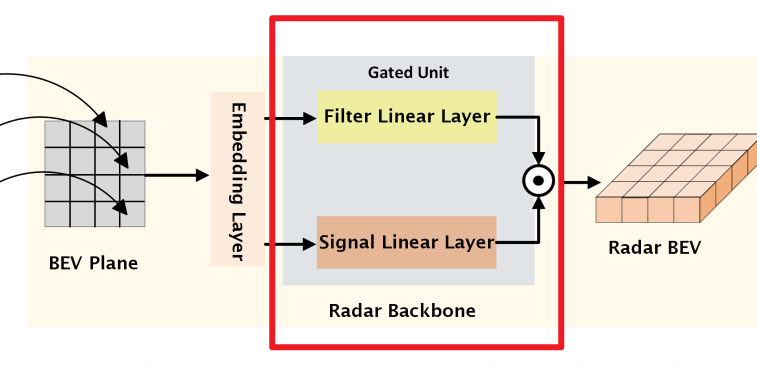 Gated Unit
Filter Linear Layer
Embedding Layer
Signal Linear Layer
BEV Plane
Radar BEV
Radar Backbone